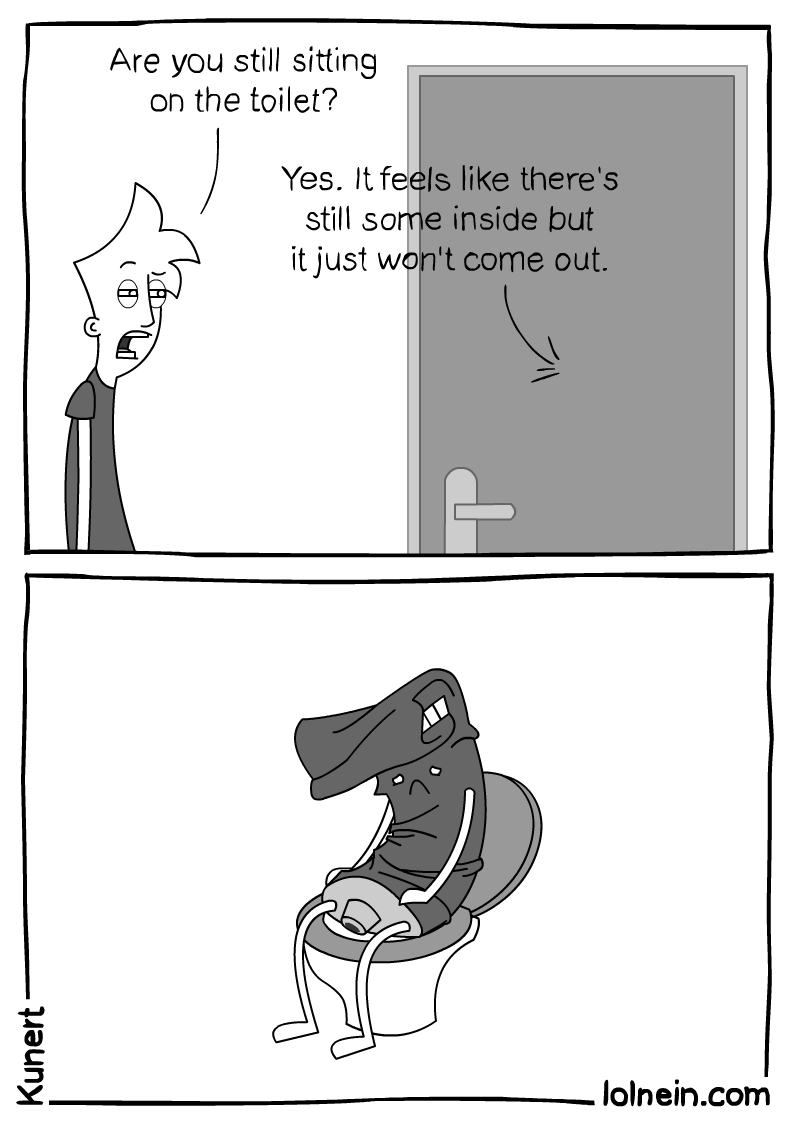 Are you still sitting
on the toilet?
Yes. It feels like there's
still some inside but
it just won't come out.
Kunert
lolnein.com